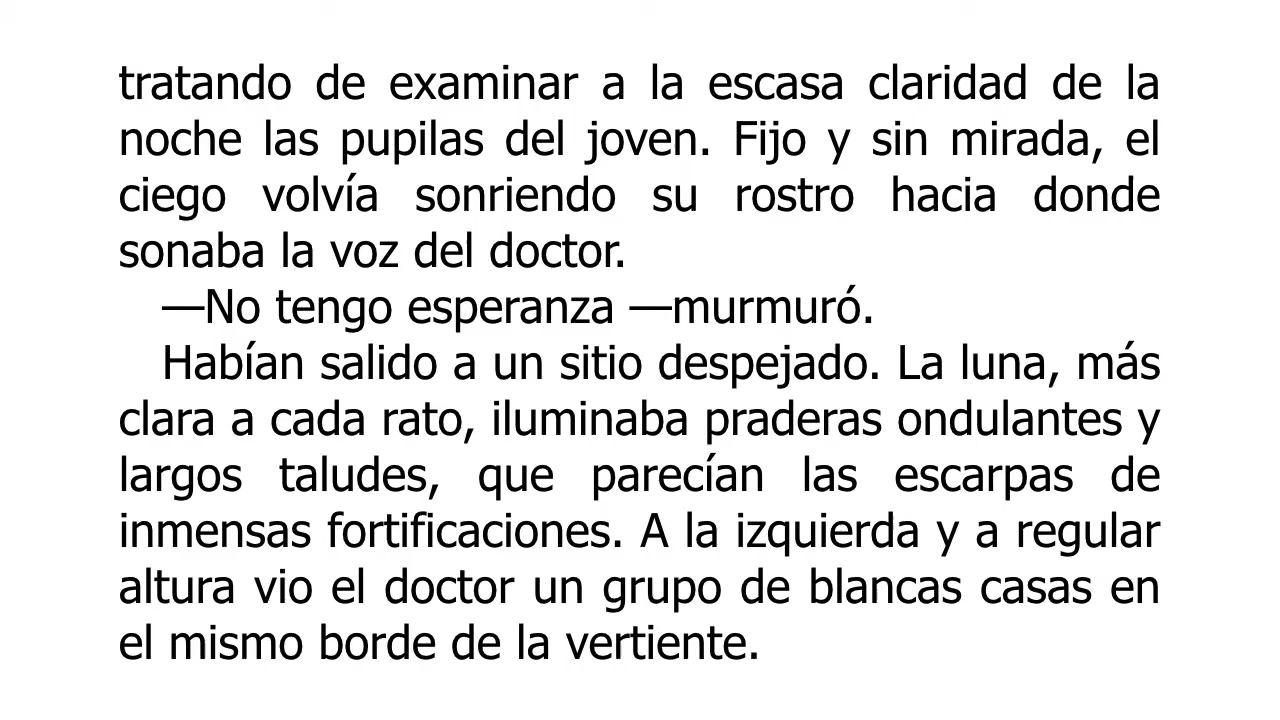 tratando de examinar a la escasa claridad de la
noche las pupilas del joven. Fijo y sin mirada, el
ciego volvía sonriendo su rostro hacia donde
sonaba la voz del doctor.
—No tengo esperanza —murmuró.
Habían salido a un sitio despejado. La luna, más
clara a cada rato, iluminaba praderas ondulantes y
largos taludes, que parecían las escarpas de
inmensas fortificaciones. A la izquierda y a regular
altura vio el doctor un grupo de blancas casas en
el mismo borde de la vertiente.